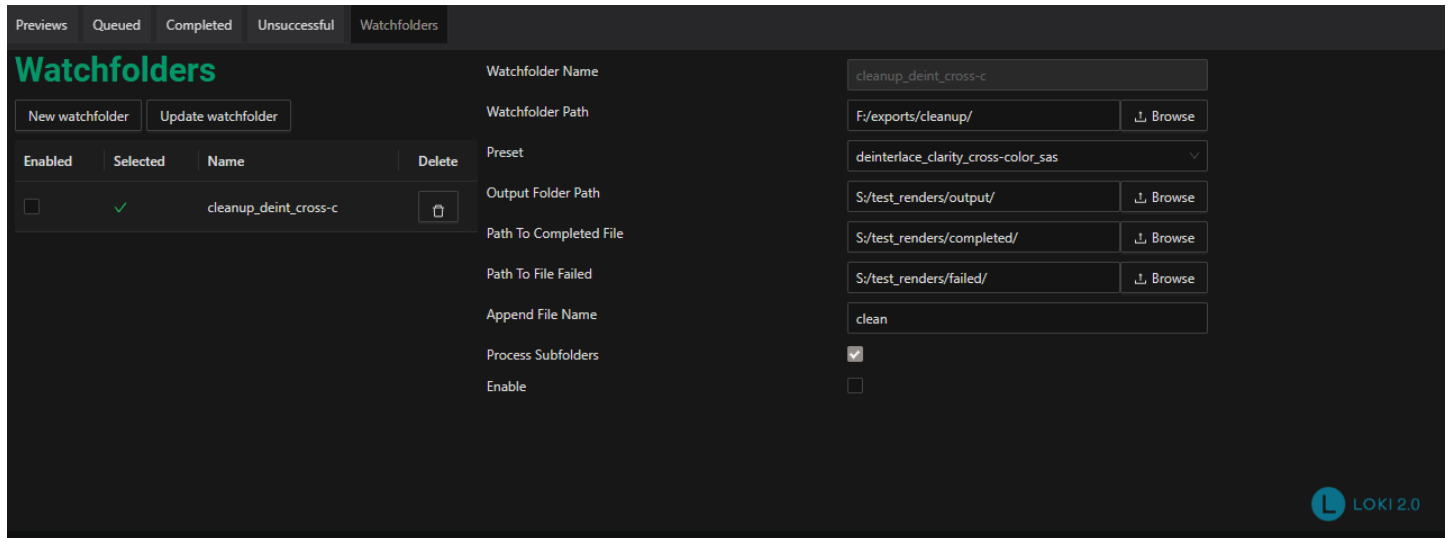 Previews Queued Completed Unsuccessful Watchfolders
Watchfolders
New watchfolder Update watchfolder
Enabled Selected Name Delete
cleanup_deint_cross-c
Watchfolder Name cleanup_deint_cross-c
Watchfolder Path F:/exports/cleanup/ Browse
Preset deinterlace_clarity_cross-color_sas
Output Folder Path S:/test_renders/output/ Browse
Path To Completed File S:/test_renders/completed/ Browse
Path To File Failed S:/test_renders/failed/ Browse
Append File Name clean
Process Subfolders
Enable
L LOKI 2.0